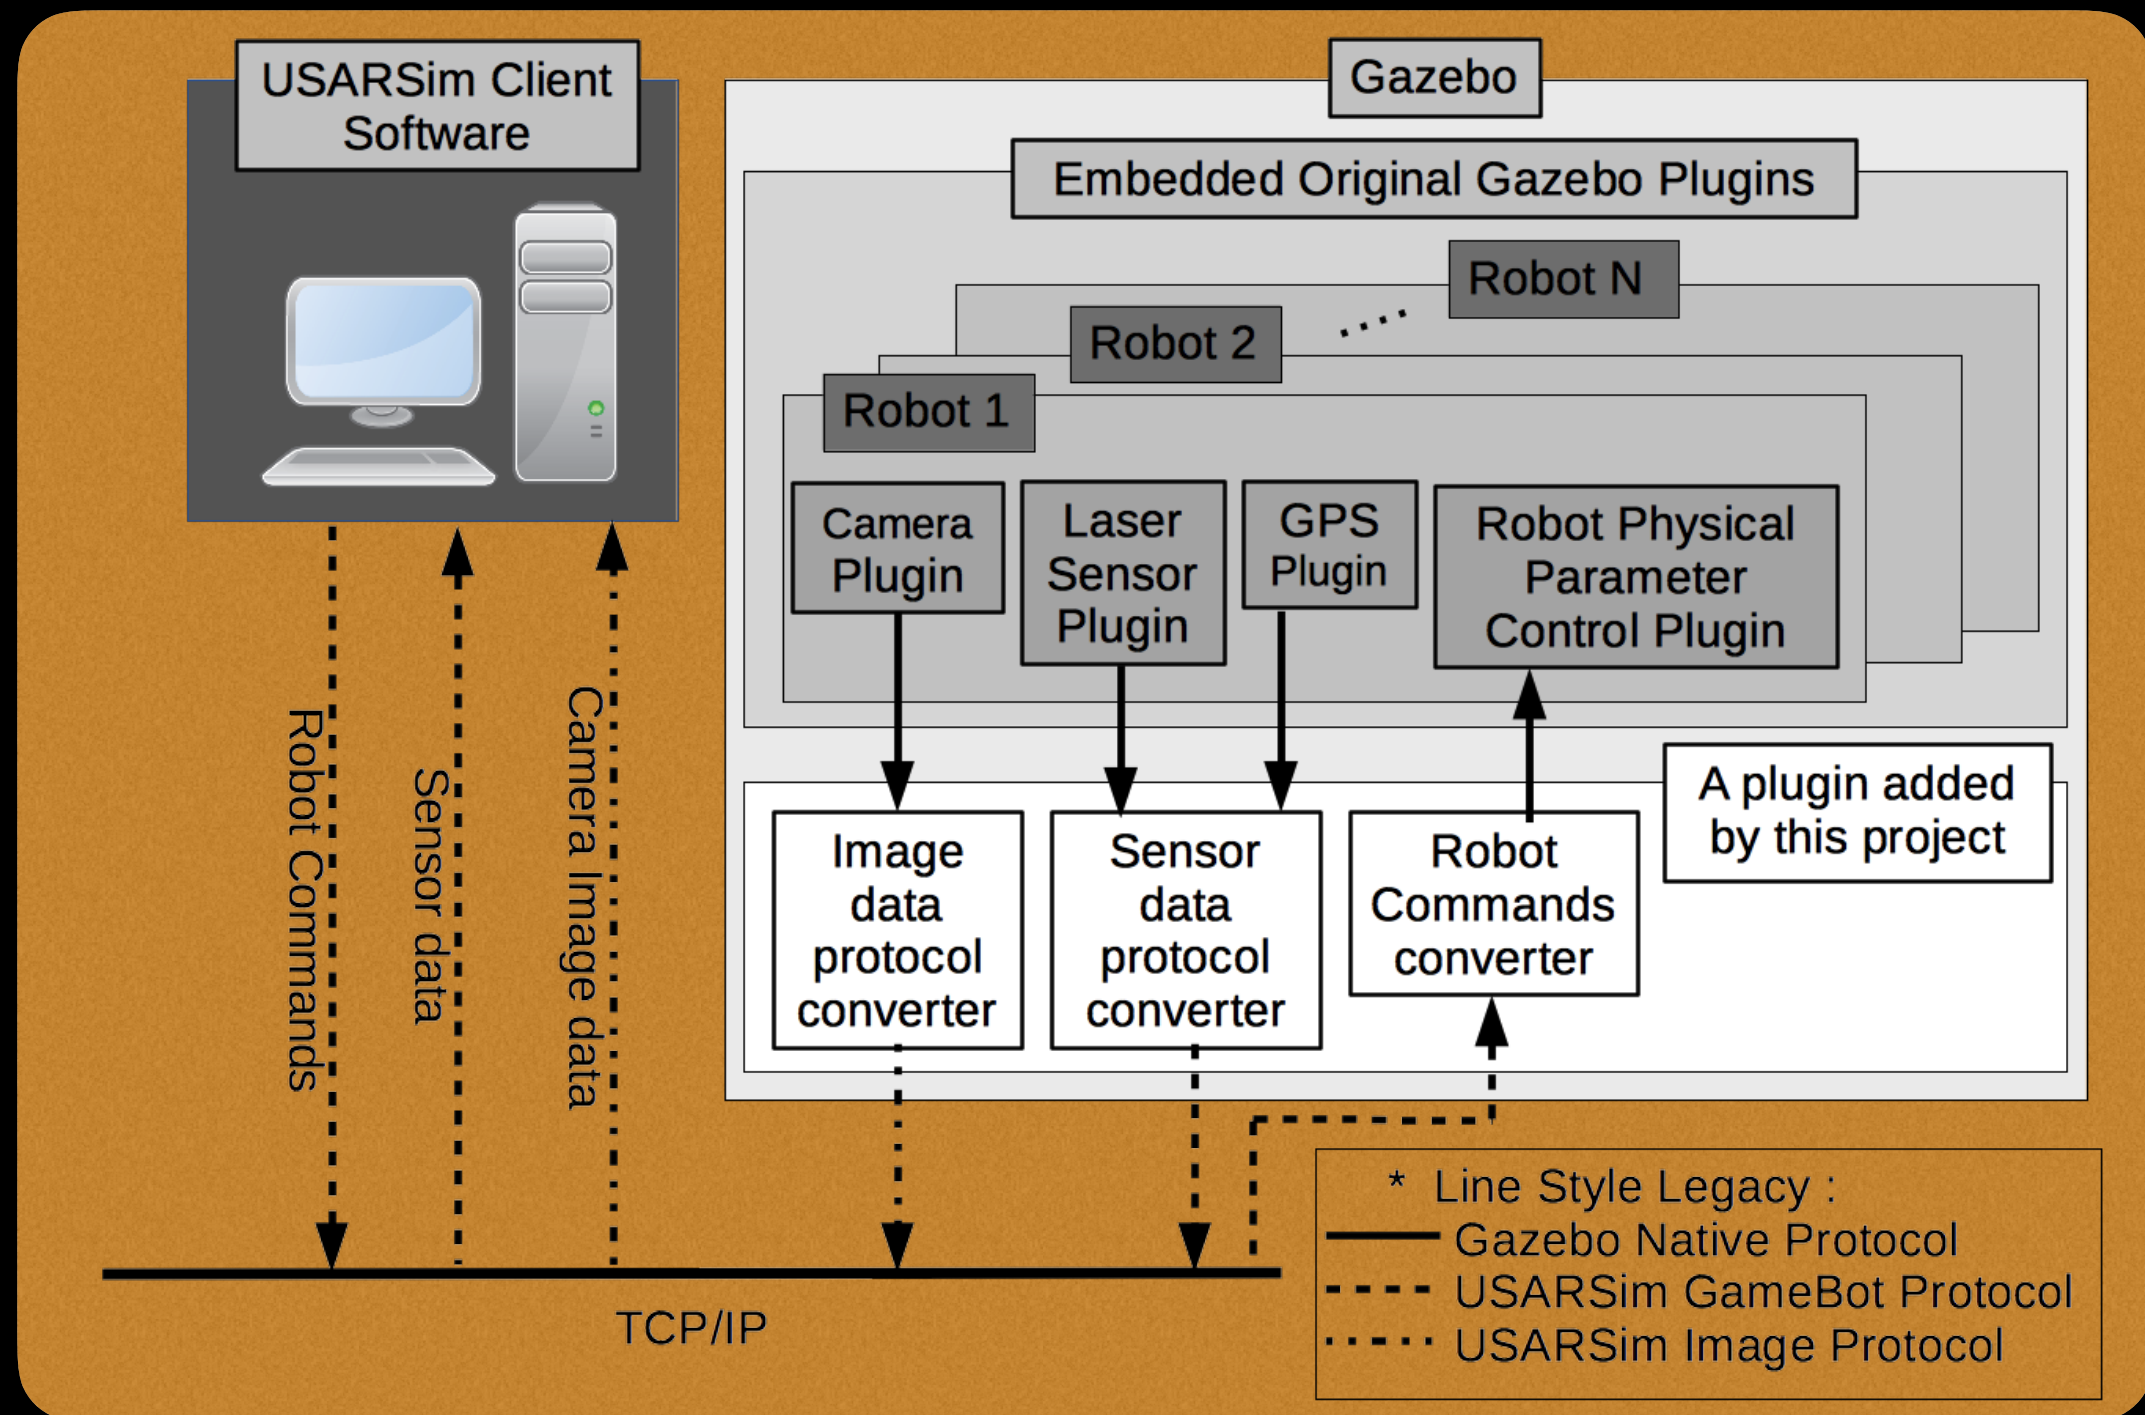 USARSim Client
Software
Gazebo
Embedded Original Gazebo Plugins
Robot N
Robot 2
Robot 1
Camera
Plugin
Laser
Sensor
Plugin
GPS
Plugin
Robot Physical
Parameter
Control Plugin
A plugin added
by this project
Image
data
protocol
converter
Sensor
data
protocol
converter
Robot
Commands
converter
Robot Commands
Sensor data
Camera Image data
TCP/IP
* Line Style Legacy :
Gazebo Native Protocol
USARSim GameBot Protocol
USARSim Image Protocol